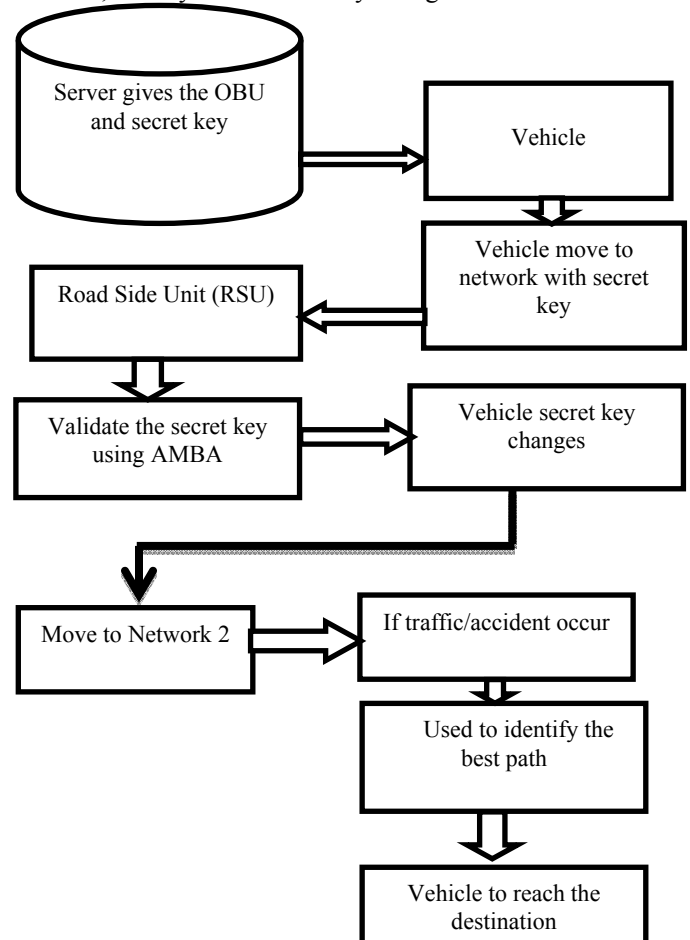 Server gives the OBU
and secret key
Vehicle
Vehicle move to
network with secret
key
Road Side Unit (RSU)
Validate the secret key
using AMBA
Vehicle secret key
changes
Move to Network 2
If traffic/accident occur
Used to identify the
best path
Vehicle to reach the
destination